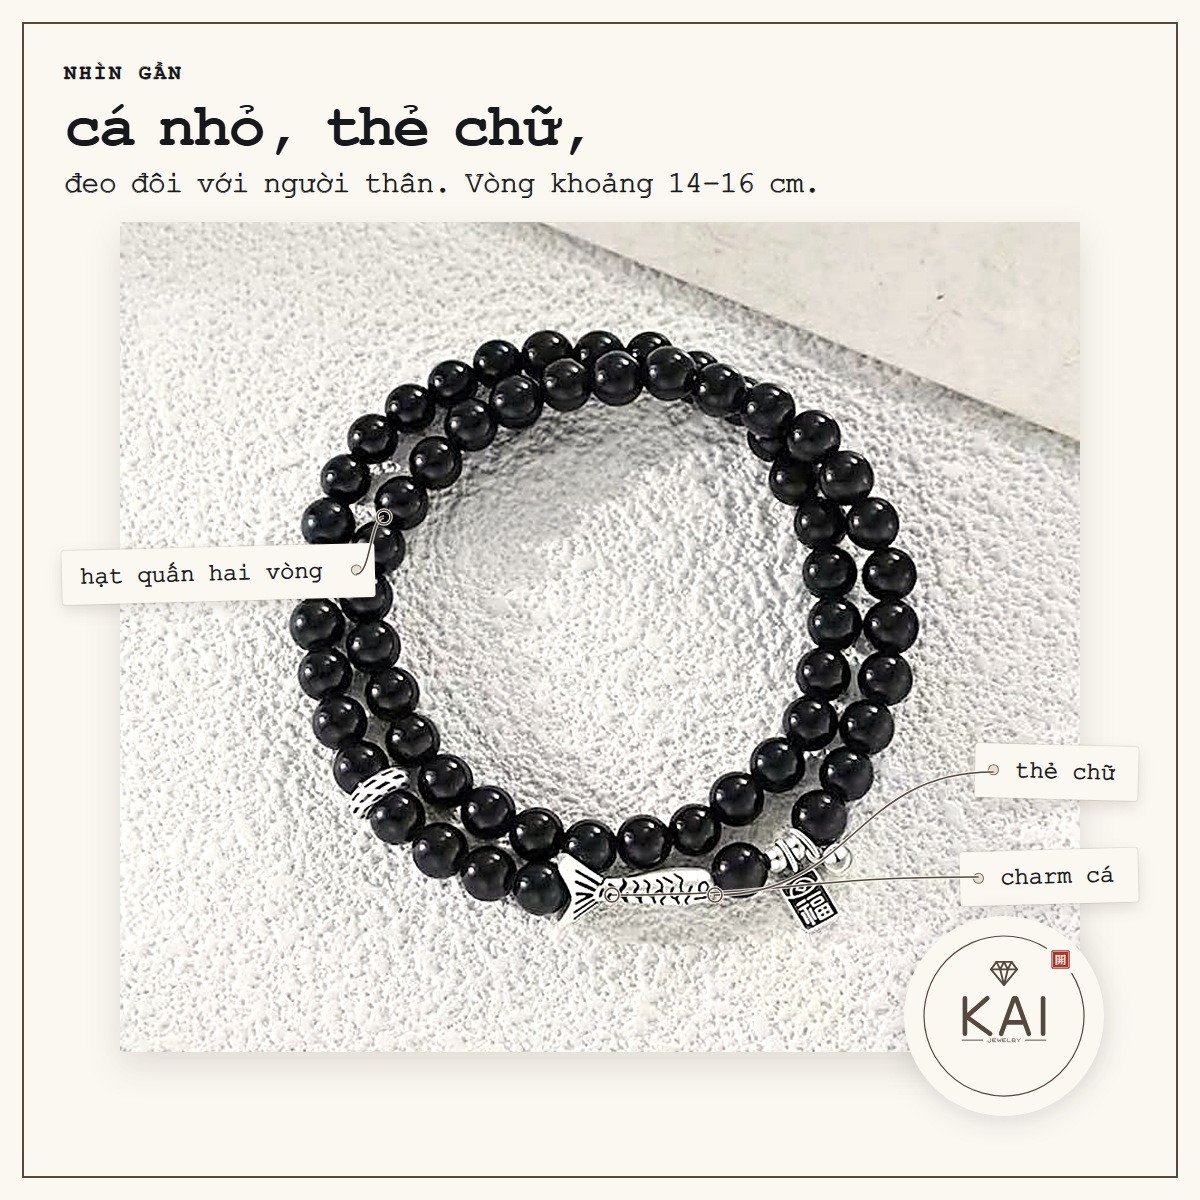 NHÌN GẦN
cá nhỏ, thẻ chữ,
đeo đôi với người thân. Vòng khoảng 14–16 cm.
hạt quấn hai vòng
thẻ chữ
charm cá
福
開
KAI
JEWELRY